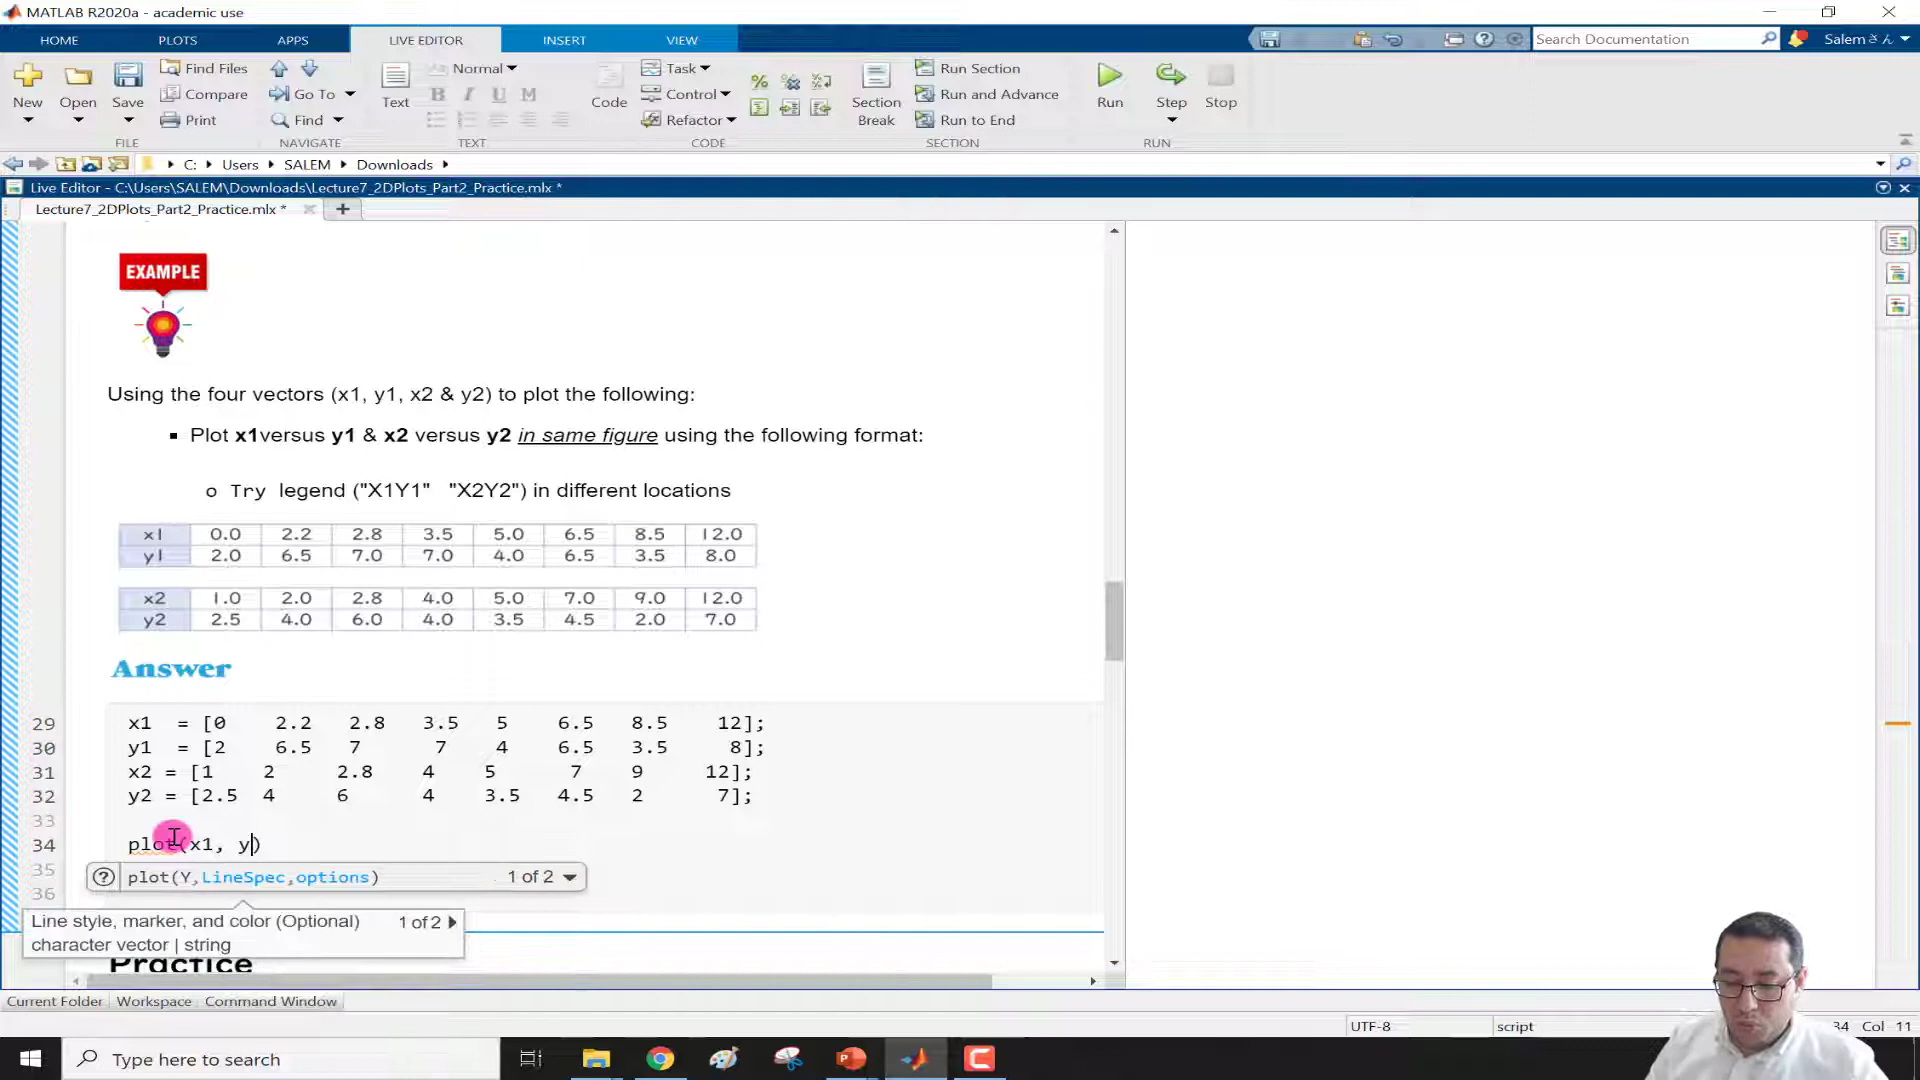 MATLAB R2020a - academic use
HOME PLOTS APPS LIVE EDITOR INSERT VIEW Search Documentation Salemさん
New Open Save Find Files Compare Print Go To Find Text Normal B I U M Code Task Control Refactor Section Break Run Section Run and Advance Run to End Run Step Stop
FILE NAVIGATE TEXT CODE SECTION RUN
C: Users SALEM Downloads
Live Editor - C:\Users\SALEM\Downloads\Lecture7_2DPlots_Part2_Practice.mlx *
Lecture7_2DPlots_Part2_Practice.mlx *
EXAMPLE
Using the four vectors (x1, y1, x2 & y2) to plot the following:
▪ Plot x1versus y1 & x2 versus y2 in same figure using the following format:
o Try legend ("X1Y1" "X2Y2") in different locations
x1 0.0 2.2 2.8 3.5 5.0 6.5 8.5 12.0
y1 2.0 6.5 7.0 7.0 4.0 6.5 3.5 8.0
x2 1.0 2.0 2.8 4.0 5.0 7.0 9.0 12.0
y2 2.5 4.0 6.0 4.0 3.5 4.5 2.0 7.0
Answer
29 x1 = [0 2.2 2.8 3.5 5 6.5 8.5 12];
30 y1 = [2 6.5 7 7 4 6.5 3.5 8];
31 x2 = [1 2 2.8 4 5 7 9 12];
32 y2 = [2.5 4 6 4 3.5 4.5 2 7];
33
34 plot(x1, y)
35 plot(Y,LineSpec,options) 1 of 2
36
Line style, marker, and color (Optional) 1 of 2
character vector | string
Practice
Current Folder Workspace Command Window
UTF-8 script 34 Col 11
Type here to search